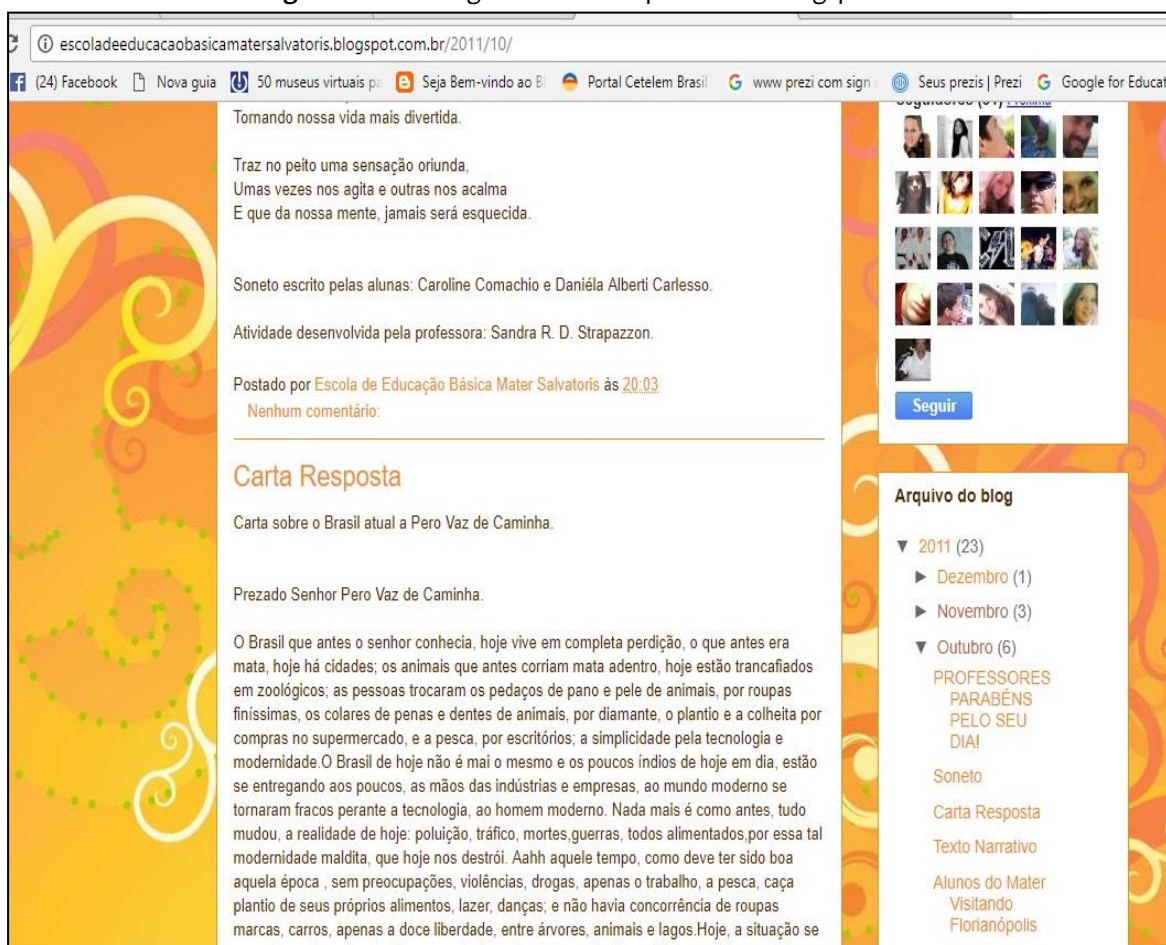 escoladeeducacaobasicamatersalvatoris.blogspot.com.br/2011/10/
(24) Facebook Nova guia 50 museus virtuais pa Seja Bem-vindo ao Bl Portal Cetelem Brasil www prezi com sign Seus prezis | Prezi Google for Educat
Tornando nossa vida mais divertida.
Traz no peito uma sensação oriunda,
Umas vezes nos agita e outras nos acalma
E que da nossa mente, jamais será esquecida.
Soneto escrito pelas alunas: Caroline Comachio e Daniéla Alberti Carlesso.
Atividade desenvolvida pela professora: Sandra R. D. Strapazzon.
Postado por Escola de Educação Básica Mater Salvatoris às 20:03
Nenhum comentário:
Carta Resposta
Carta sobre o Brasil atual a Pero Vaz de Caminha.
Prezado Senhor Pero Vaz de Caminha.
O Brasil que antes o senhor conhecia, hoje vive em completa perdição, o que antes era
mata, hoje há cidades; os animais que antes corriam mata adentro, hoje estão trancafiados
em zoológicos; as pessoas trocaram os pedaços de pano e pele de animais, por roupas
finíssimas, os colares de penas e dentes de animais, por diamante, o plantio e a colheita por
compras no supermercado, e a pesca, por escritórios; a simplicidade pela tecnologia e
modernidade.O Brasil de hoje não é mai o mesmo e os poucos índios de hoje em dia, estão
se entregando aos poucos, as mãos das indústrias e empresas, ao mundo moderno se
tornaram fracos perante a tecnologia, ao homem moderno. Nada mais é como antes, tudo
mudou, a realidade de hoje: poluição, tráfico, mortes,guerras, todos alimentados,por essa tal
modernidade maldita, que hoje nos destrói. Aahh aquele tempo, como deve ter sido boa
aquela época , sem preocupações, violências, drogas, apenas o trabalho, a pesca, caça
plantio de seus próprios alimentos, lazer, danças; e não havia concorrência de roupas
marcas, carros, apenas a doce liberdade, entre árvores, animais e lagos.Hoje, a situação se
Seguir
Arquivo do blog
▼ 2011 (23)
► Dezembro (1)
► Novembro (3)
▼ Outubro (6)
PROFESSORES
PARABÉNS
PELO SEU
DIA!
Soneto
Carta Resposta
Texto Narrativo
Alunos do Mater
Visitando
Florianópolis